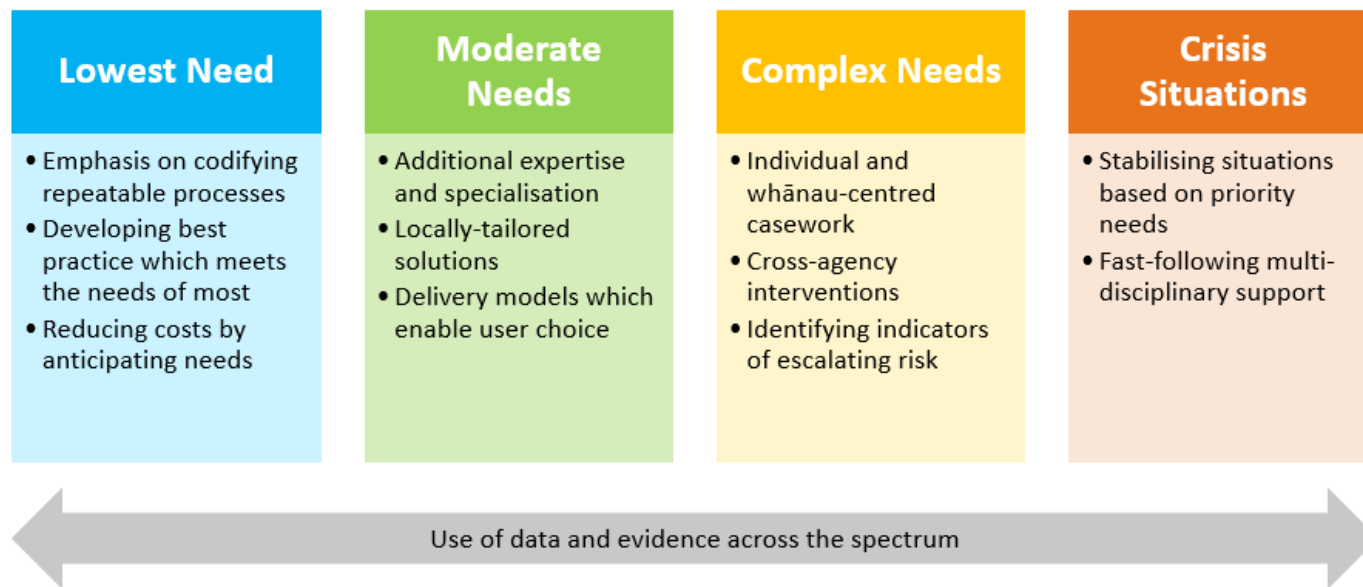 Lowest Need
• Emphasis on codifying
repeatable processes
• Developing best
practice which meets
the needs of most
• Reducing costs by
anticipating needs
Moderate
Needs
• Additional expertise
and specialisation
• Locally-tailored
solutions
• Delivery models which
enable user choice
Complex Needs
• Individual and
whānau-centred
casework
• Cross-agency
interventions
• Identifying indicators
of escalating risk
Crisis
Situations
• Stabilising situations
based on priority
needs
• Fast-following multi-
disciplinary support
Use of data and evidence across the spectrum